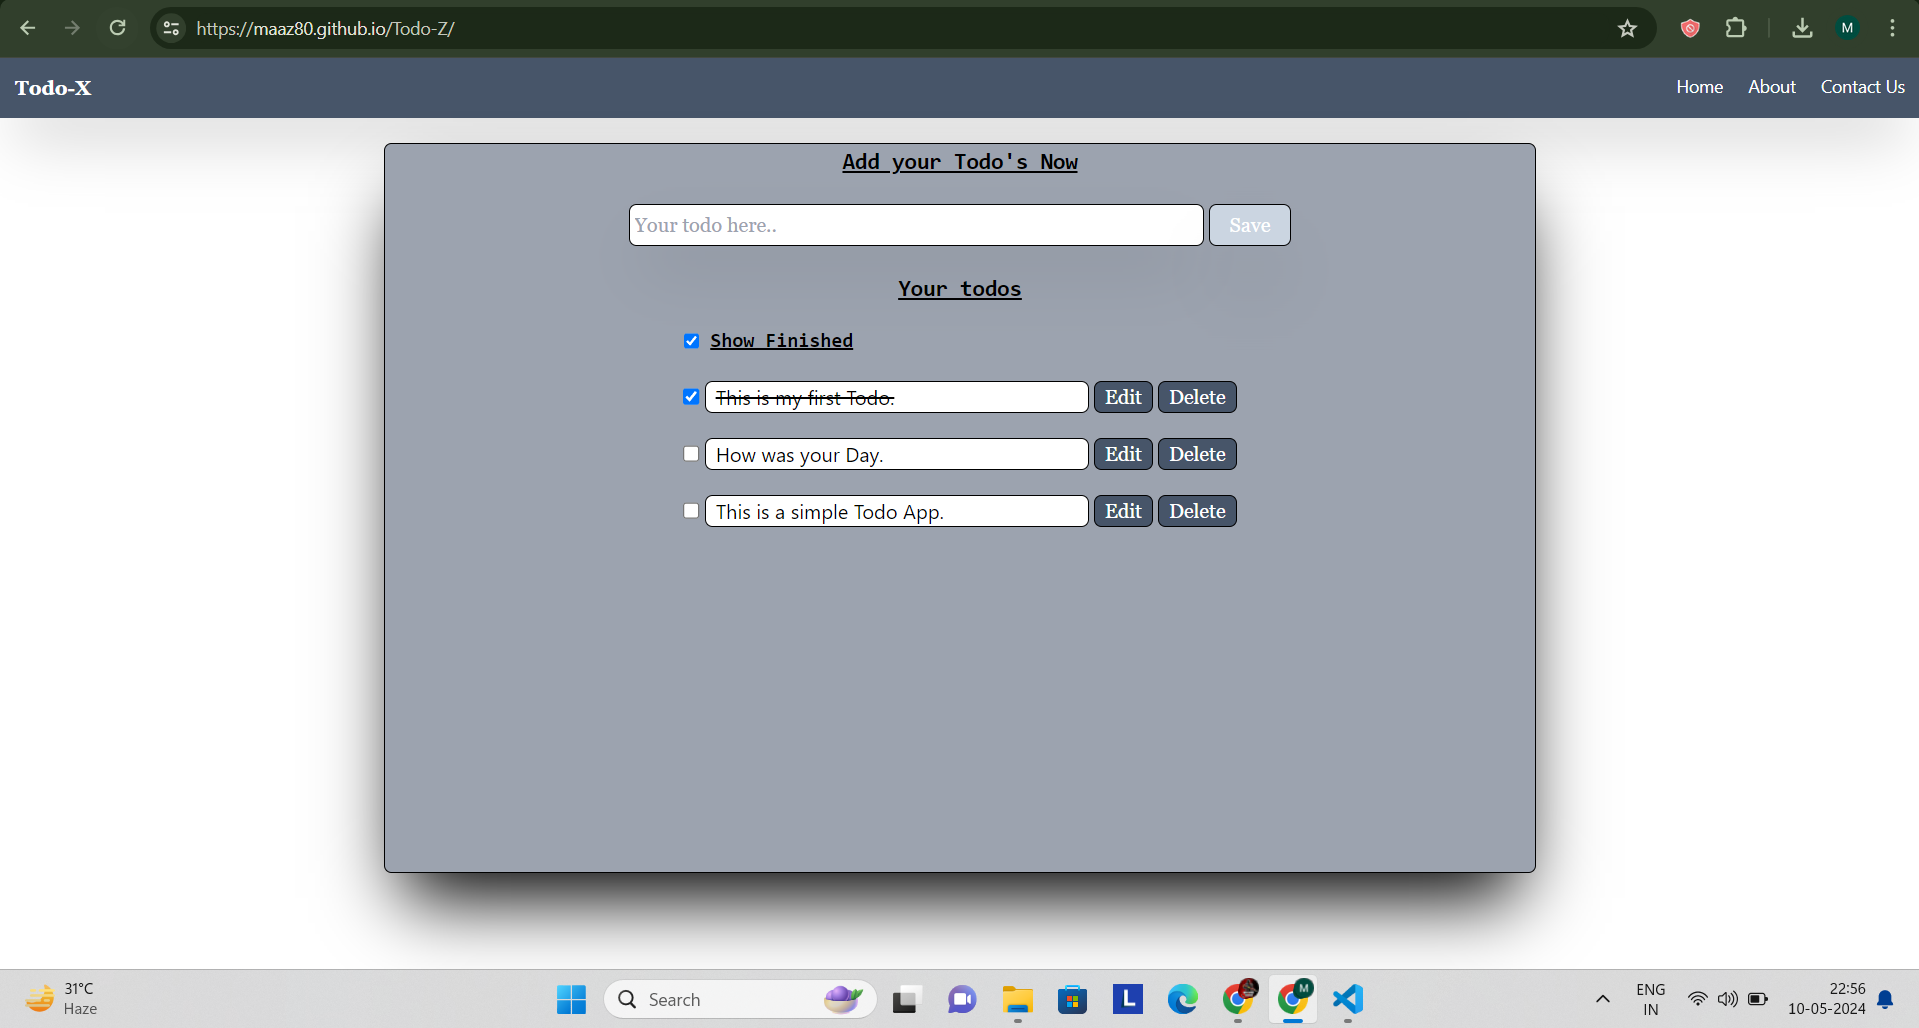 https://maaz80.github.io/Todo-Z/
M
Todo-X
Home About Contact Us
Add your Todo's Now
Your todo here.. Save
Your todos
Show Finished
This is my first Todo. Edit Delete
How was your Day. Edit Delete
This is a simple Todo App. Edit Delete
31°C
Haze
Search
L
M
ENG
IN
22:56
10-05-2024